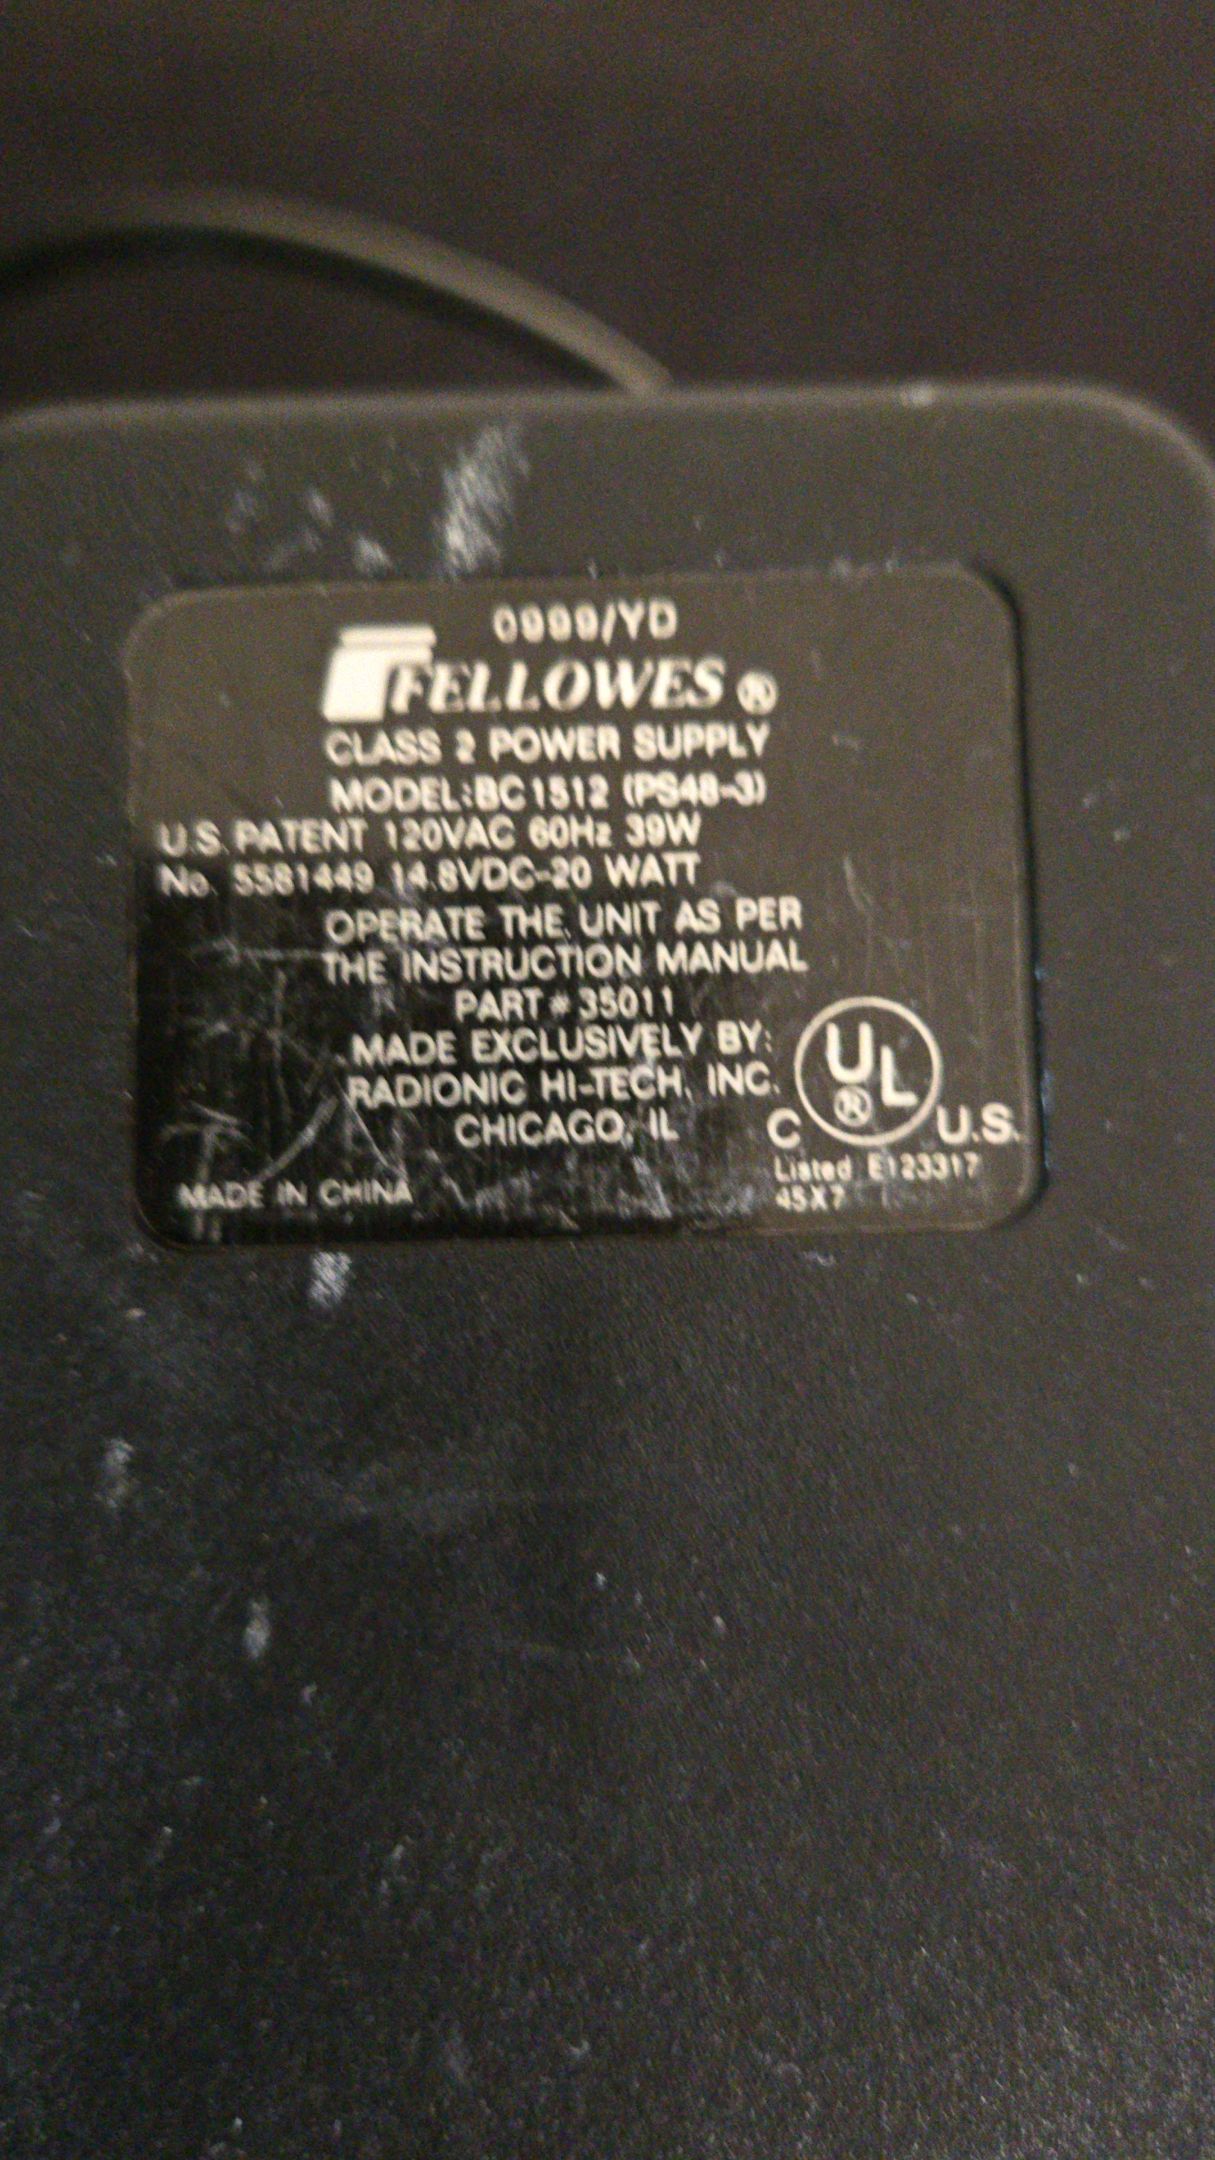 0999/YD
FELLOWES ®
CLASS 2 POWER SUPPLY
MODEL:BC1512 (PS48-3)
U.S. PATENT 120VAC 60Hz 39W
No. 5581449 14.8VDC-20 WATT
OPERATE THE UNIT AS PER
THE INSTRUCTION MANUAL
PART # 35011
MADE EXCLUSIVELY BY:
RADIONIC HI-TECH, INC.
CHICAGO, IL
MADE IN CHINA
C UL ® U.S.
Listed E123317
45X7